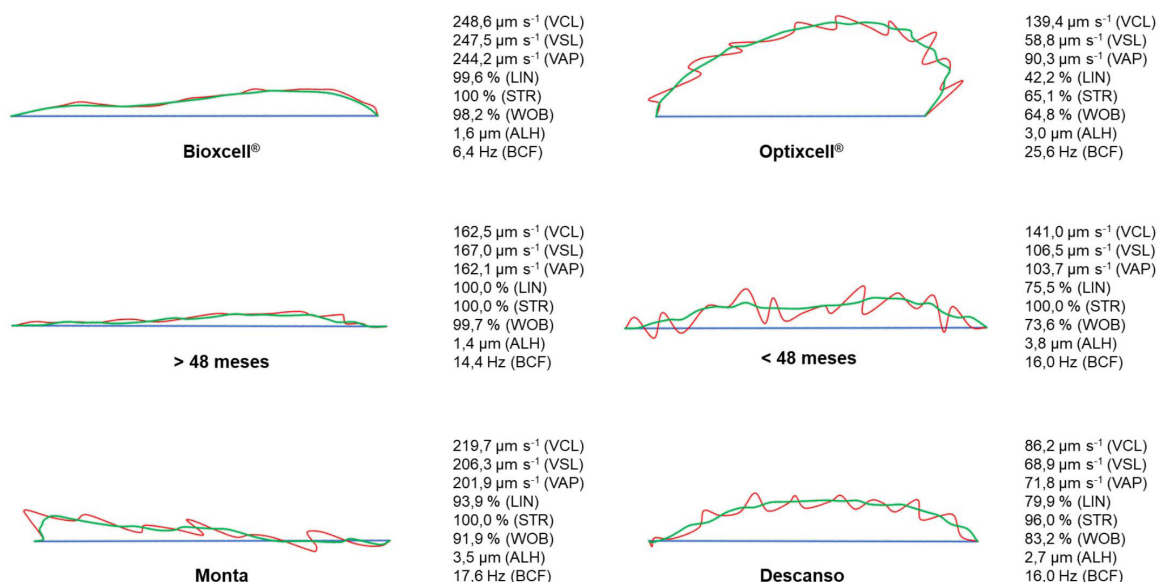 248,6 µm s⁻¹ (VCL)
247,5 µm s⁻¹ (VSL)
244,2 µm s⁻¹ (VAP)
99,6 % (LIN)
100 % (STR)
98,2 % (WOB)
1,6 µm (ALH)
6,4 Hz (BCF)
Bioxcell®
139,4 µm s⁻¹ (VCL)
58,8 µm s⁻¹ (VSL)
90,3 µm s⁻¹ (VAP)
42,2 % (LIN)
65,1 % (STR)
64,8 % (WOB)
3,0 µm (ALH)
25,6 Hz (BCF)
Optixcell®
162,5 µm s⁻¹ (VCL)
167,0 µm s⁻¹ (VSL)
162,1 µm s⁻¹ (VAP)
100,0 % (LIN)
100,0 % (STR)
99,7 % (WOB)
1,4 µm (ALH)
14,4 Hz (BCF)
> 48 meses
141,0 µm s⁻¹ (VCL)
106,5 µm s⁻¹ (VSL)
103,7 µm s⁻¹ (VAP)
75,5 % (LIN)
100,0 % (STR)
73,6 % (WOB)
3,8 µm (ALH)
16,0 Hz (BCF)
< 48 meses
219,7 µm s⁻¹ (VCL)
206,3 µm s⁻¹ (VSL)
201,9 µm s⁻¹ (VAP)
93,9 % (LIN)
100,0 % (STR)
91,9 % (WOB)
3,5 µm (ALH)
17,6 Hz (BCF)
Monta
86,2 µm s⁻¹ (VCL)
68,9 µm s⁻¹ (VSL)
71,8 µm s⁻¹ (VAP)
79,9 % (LIN)
96,0 % (STR)
83,2 % (WOB)
2,7 µm (ALH)
16,0 Hz (BCF)
Descanso